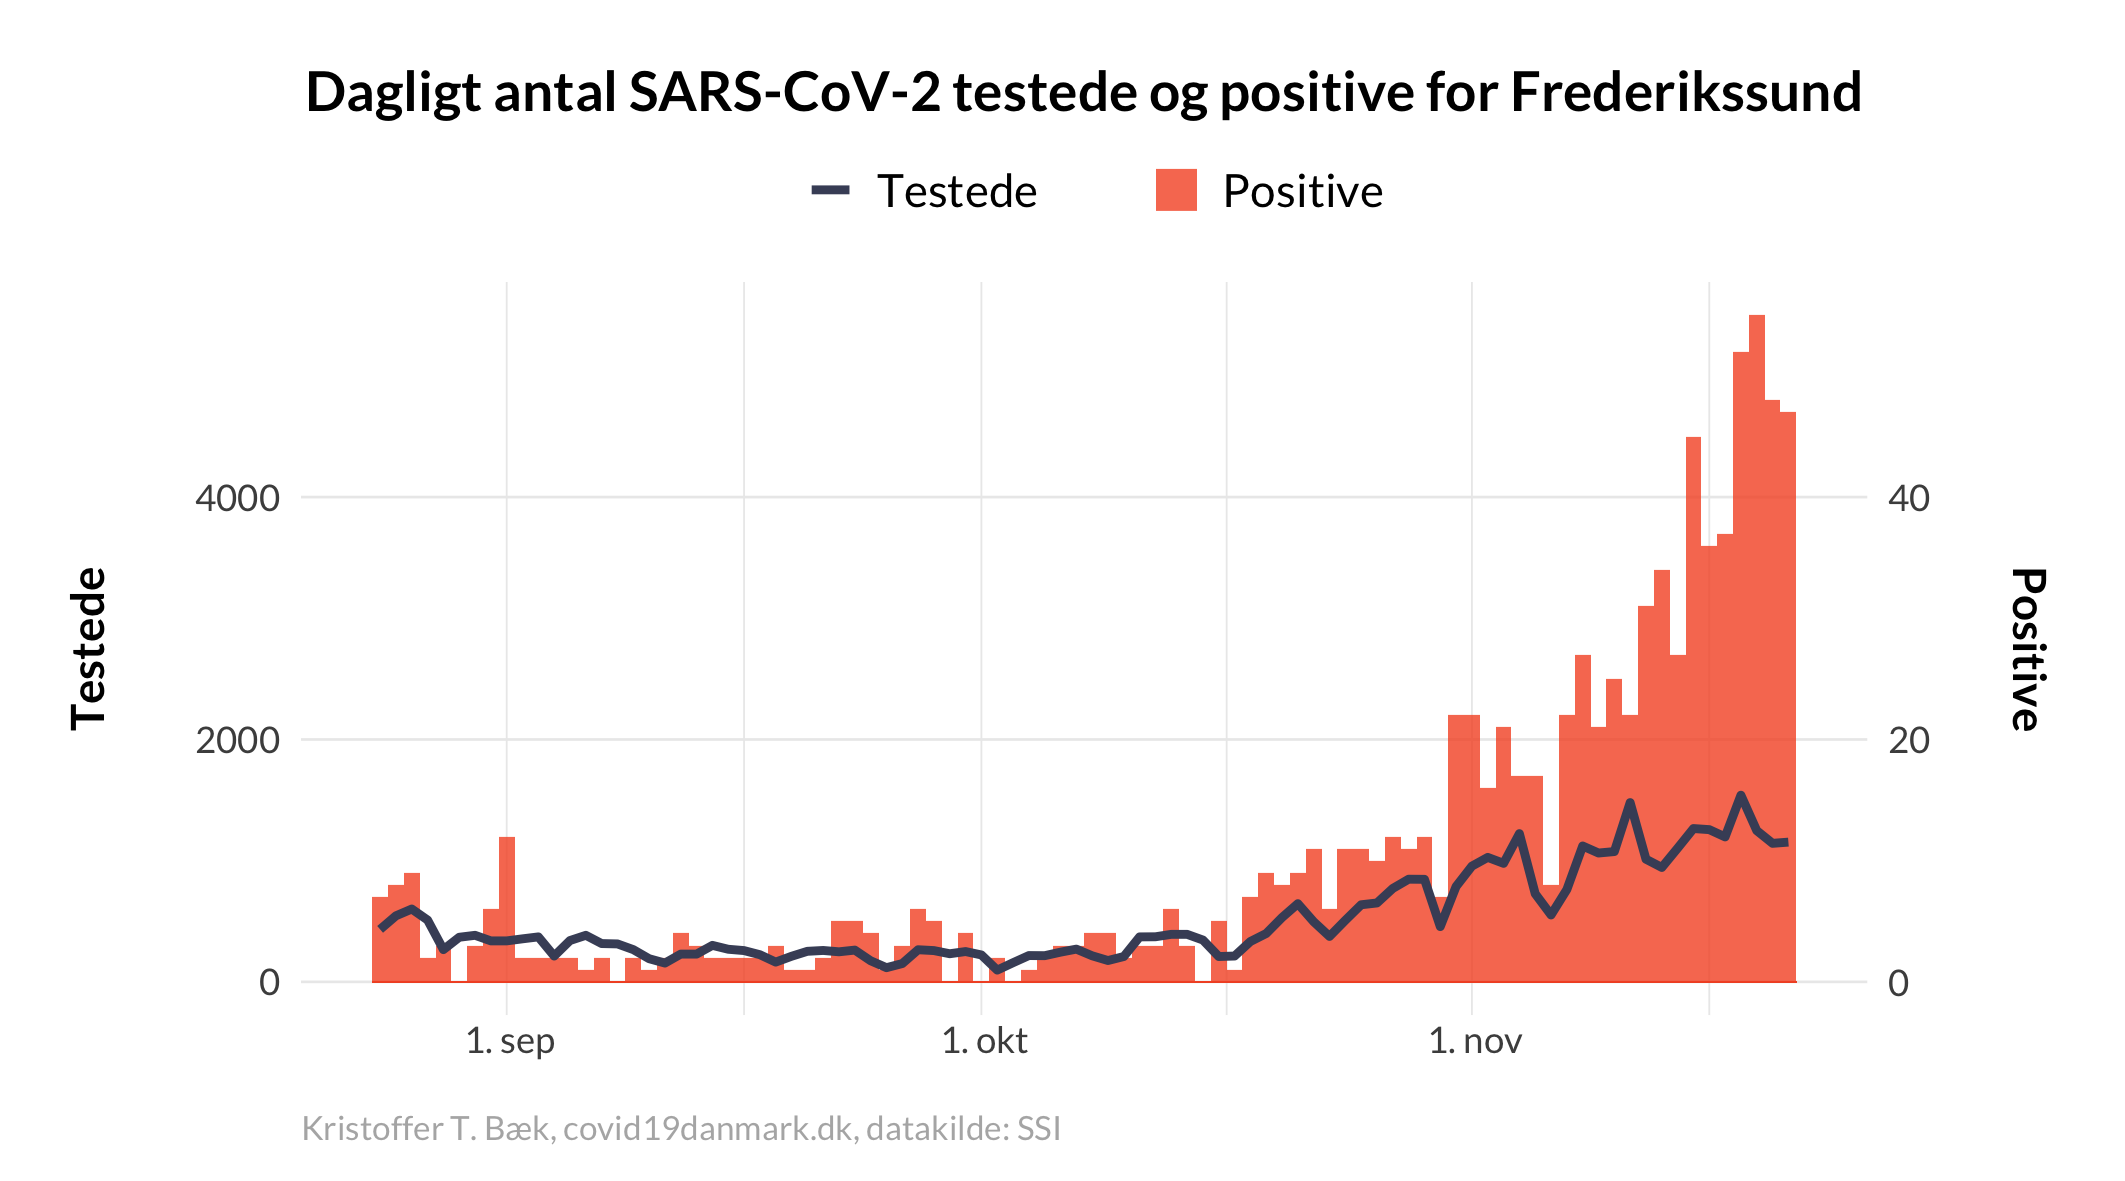 Dagligt antal SARS-CoV-2 testede og positive for Frederikssund
Testede
Positive
4000
2000
0
Testede
40
20
0
Positive
1. sep
1. okt
1. nov
Kristoffer T. Bæk, covid19danmark.dk, datakilde: SSI